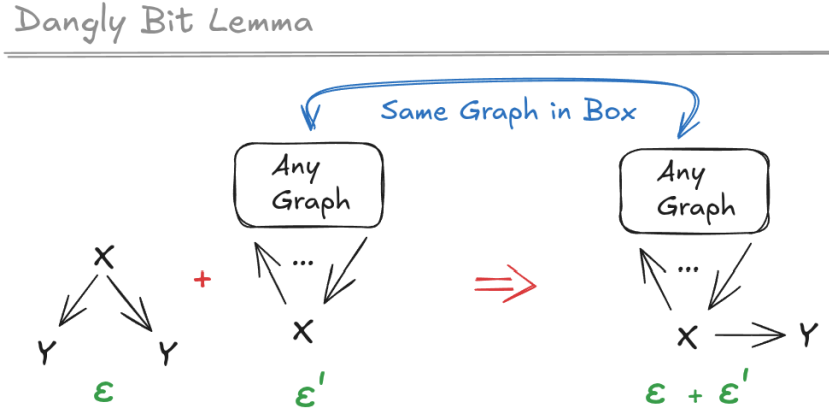 Dangly Bit Lemma
Same Graph in Box
Any
Graph
Any
Graph
X
+
...
⇒
...
Y
Y
X
X
Y
ε
ε'
ε + ε'